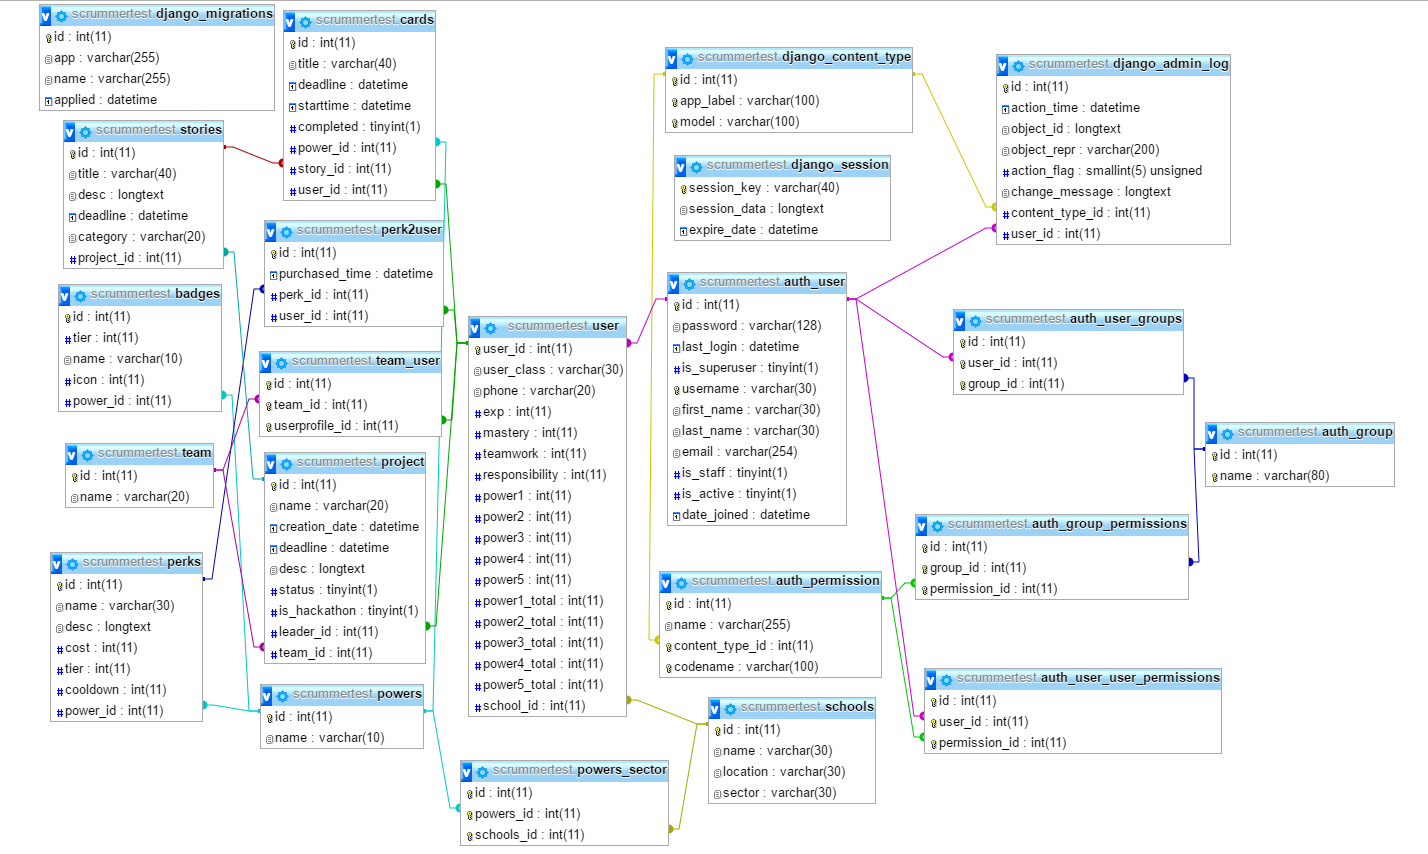 scrummertest.django_migrations
id : int(11)
app : varchar(255)
name : varchar(255)
applied : datetime
scrummertest.cards
id : int(11)
title : varchar(40)
deadline : datetime
starttime : datetime
completed : tinyint(1)
power_id : int(11)
story_id : int(11)
user_id : int(11)
scrummertest.stories
id : int(11)
title : varchar(40)
desc : longtext
deadline : datetime
category : varchar(20)
project_id : int(11)
scrummertest.perk2user
id : int(11)
purchased_time : datetime
perk_id : int(11)
user_id : int(11)
scrummertest.badges
id : int(11)
tier : int(11)
name : varchar(10)
icon : int(11)
power_id : int(11)
scrummertest.team_user
id : int(11)
team_id : int(11)
userprofile_id : int(11)
scrummertest.team
id : int(11)
name : varchar(20)
scrummertest.project
id : int(11)
name : varchar(20)
creation_date : datetime
deadline : datetime
desc : longtext
status : tinyint(1)
is_hackathon : tinyint(1)
leader_id : int(11)
team_id : int(11)
scrummertest.perks
id : int(11)
name : varchar(30)
desc : longtext
cost : int(11)
tier : int(11)
cooldown : int(11)
power_id : int(11)
scrummertest.powers
id : int(11)
name : varchar(10)
scrummertest.user
user_id : int(11)
user_class : varchar(30)
phone : varchar(20)
exp : int(11)
mastery : int(11)
teamwork : int(11)
responsibility : int(11)
power1 : int(11)
power2 : int(11)
power3 : int(11)
power4 : int(11)
power5 : int(11)
power1_total : int(11)
power2_total : int(11)
power3_total : int(11)
power4_total : int(11)
power5_total : int(11)
school_id : int(11)
scrummertest.powers_sector
id : int(11)
powers_id : int(11)
schools_id : int(11)
scrummertest.django_content_type
id : int(11)
app_label : varchar(100)
model : varchar(100)
scrummertest.django_session
session_key : varchar(40)
session_data : longtext
expire_date : datetime
scrummertest.auth_user
id : int(11)
password : varchar(128)
last_login : datetime
is_superuser : tinyint(1)
username : varchar(30)
first_name : varchar(30)
last_name : varchar(30)
email : varchar(254)
is_staff : tinyint(1)
is_active : tinyint(1)
date_joined : datetime
scrummertest.auth_permission
id : int(11)
name : varchar(255)
content_type_id : int(11)
codename : varchar(100)
scrummertest.schools
id : int(11)
name : varchar(30)
location : varchar(30)
sector : varchar(30)
scrummertest.django_admin_log
id : int(11)
action_time : datetime
object_id : longtext
object_repr : varchar(200)
action_flag : smallint(5) unsigned
change_message : longtext
content_type_id : int(11)
user_id : int(11)
scrummertest.auth_user_groups
id : int(11)
user_id : int(11)
group_id : int(11)
scrummertest.auth_group
id : int(11)
name : varchar(80)
scrummertest.auth_group_permissions
id : int(11)
group_id : int(11)
permission_id : int(11)
scrummertest.auth_user_user_permissions
id : int(11)
user_id : int(11)
permission_id : int(11)